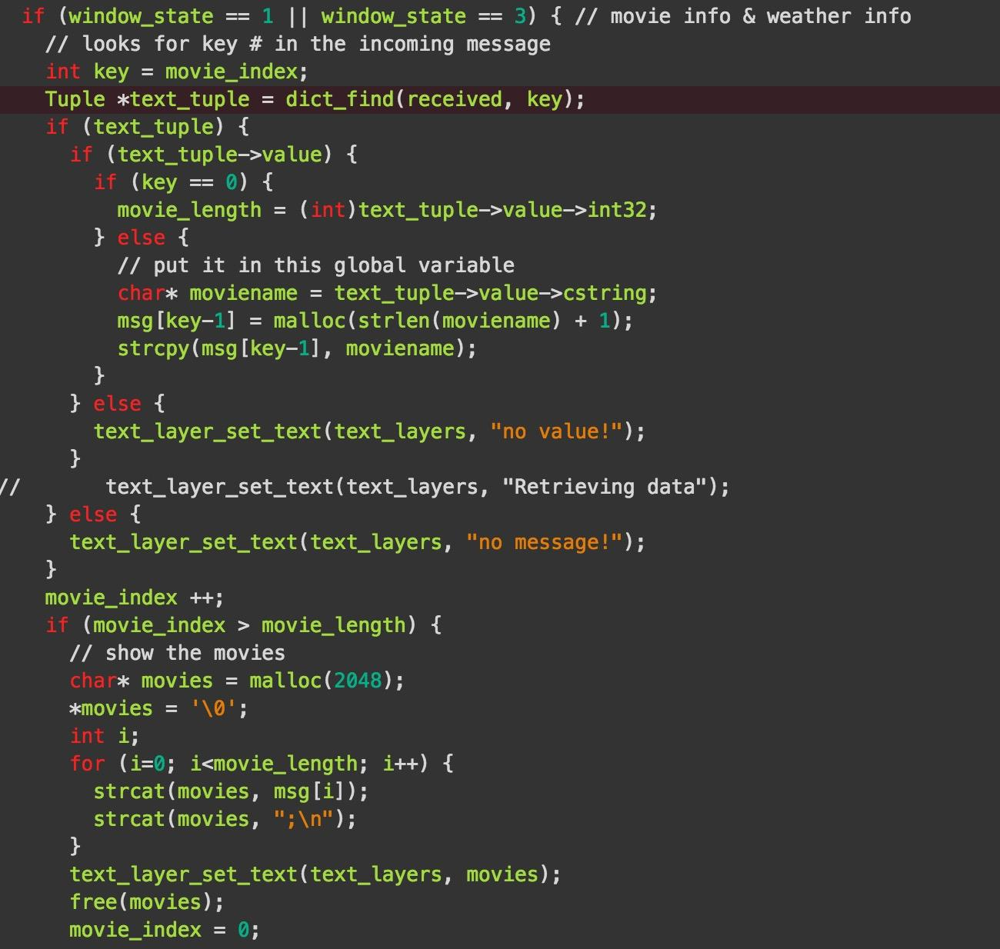 if (window_state == 1 || window_state == 3) { // movie info & weather info
// looks for key # in the incoming message
int key = movie_index;
Tuple *text_tuple = dict_find(received, key);
if (text_tuple) {
if (text_tuple->value) {
if (key == 0) {
movie_length = (int)text_tuple->value->int32;
} else {
// put it in this global variable
char* moviename = text_tuple->value->cstring;
msg[key-1] = malloc(strlen(moviename) + 1);
strcpy(msg[key-1], moviename);
}
} else {
text_layer_set_text(text_layers, "no value!");
}
// text_layer_set_text(text_layers, "Retrieving data");
} else {
text_layer_set_text(text_layers, "no message!");
}
movie_index ++;
if (movie_index > movie_length) {
// show the movies
char* movies = malloc(2048);
*movies = '\0';
int i;
for (i=0; i<movie_length; i++) {
strcat(movies, msg[i]);
strcat(movies, ";\n");
}
text_layer_set_text(text_layers, movies);
free(movies);
movie_index = 0;